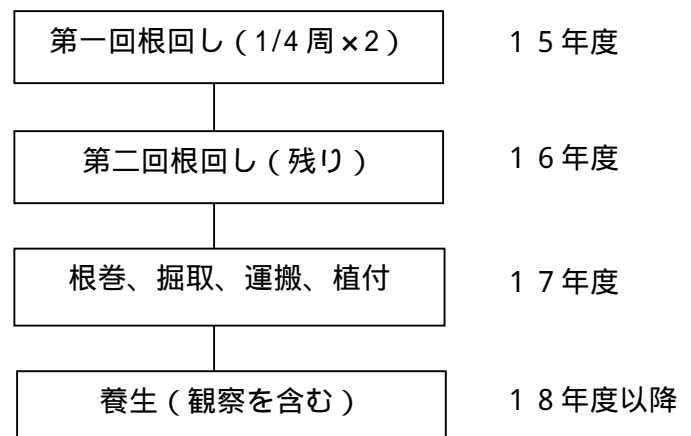 第一回根回し（1/4 周×2） １５年度
第二回根回し（残り） １６年度
根巻、掘取、運搬、植付 １７年度
養生（観察を含む） １８年度以降